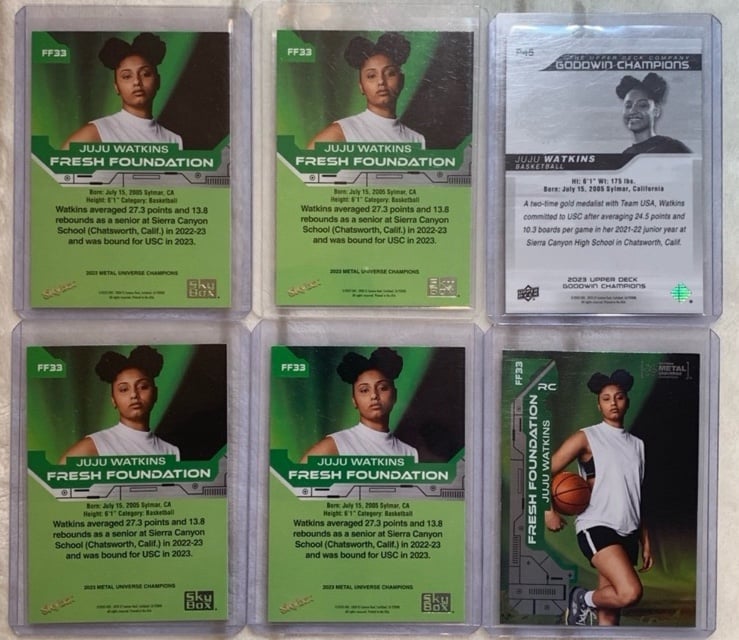 FF33
JUJU WATKINS
FRESH FOUNDATION
Born: July 15, 2005 Sylmar, CA
Height: 6'1" Category: Basketball
Watkins averaged 27.3 points and 13.8
rebounds as a senior at Sierra Canyon
School (Chatsworth, Calif.) in 2022-23
and was bound for USC in 2023.
2023 METAL UNIVERSE CHAMPIONS
SkyBox
FF33
JUJU WATKINS
FRESH FOUNDATION
Born: July 15, 2005 Sylmar, CA
Height: 6'1" Category: Basketball
Watkins averaged 27.3 points and 13.8
rebounds as a senior at Sierra Canyon
School (Chatsworth, Calif.) in 2022-23
and was bound for USC in 2023.
2023 METAL UNIVERSE CHAMPIONS
P45
THE UPPER DECK COMPANY
GOODWIN CHAMPIONS
JUJU WATKINS
BASKETBALL
Ht: 6'1" Wt: 175 lbs.
Born: July 15, 2005 Sylmar, California
A two-time gold medalist with Team USA, Watkins
committed to USC after averaging 24.5 points and
10.3 boards per game in her 2021-22 junior year at
Sierra Canyon High School in Chatsworth, Calif.
2023 UPPER DECK
GOODWIN CHAMPIONS
FF33
JUJU WATKINS
FRESH FOUNDATION
Born: July 15, 2005 Sylmar, CA
Height: 6'1" Category: Basketball
Watkins averaged 27.3 points and 13.8
rebounds as a senior at Sierra Canyon
School (Chatsworth, Calif.) in 2022-23
and was bound for USC in 2023.
2023 METAL UNIVERSE CHAMPIONS
SkyBox
FF33
JUJU WATKINS
FRESH FOUNDATION
Born: July 15, 2005 Sylmar, CA
Height: 6'1" Category: Basketball
Watkins averaged 27.3 points and 13.8
rebounds as a senior at Sierra Canyon
School (Chatsworth, Calif.) in 2022-23
and was bound for USC in 2023.
2023 METAL UNIVERSE CHAMPIONS
SkyBox
FF33
RC
FRESH FOUNDATION
JUJU WATKINS
METAL